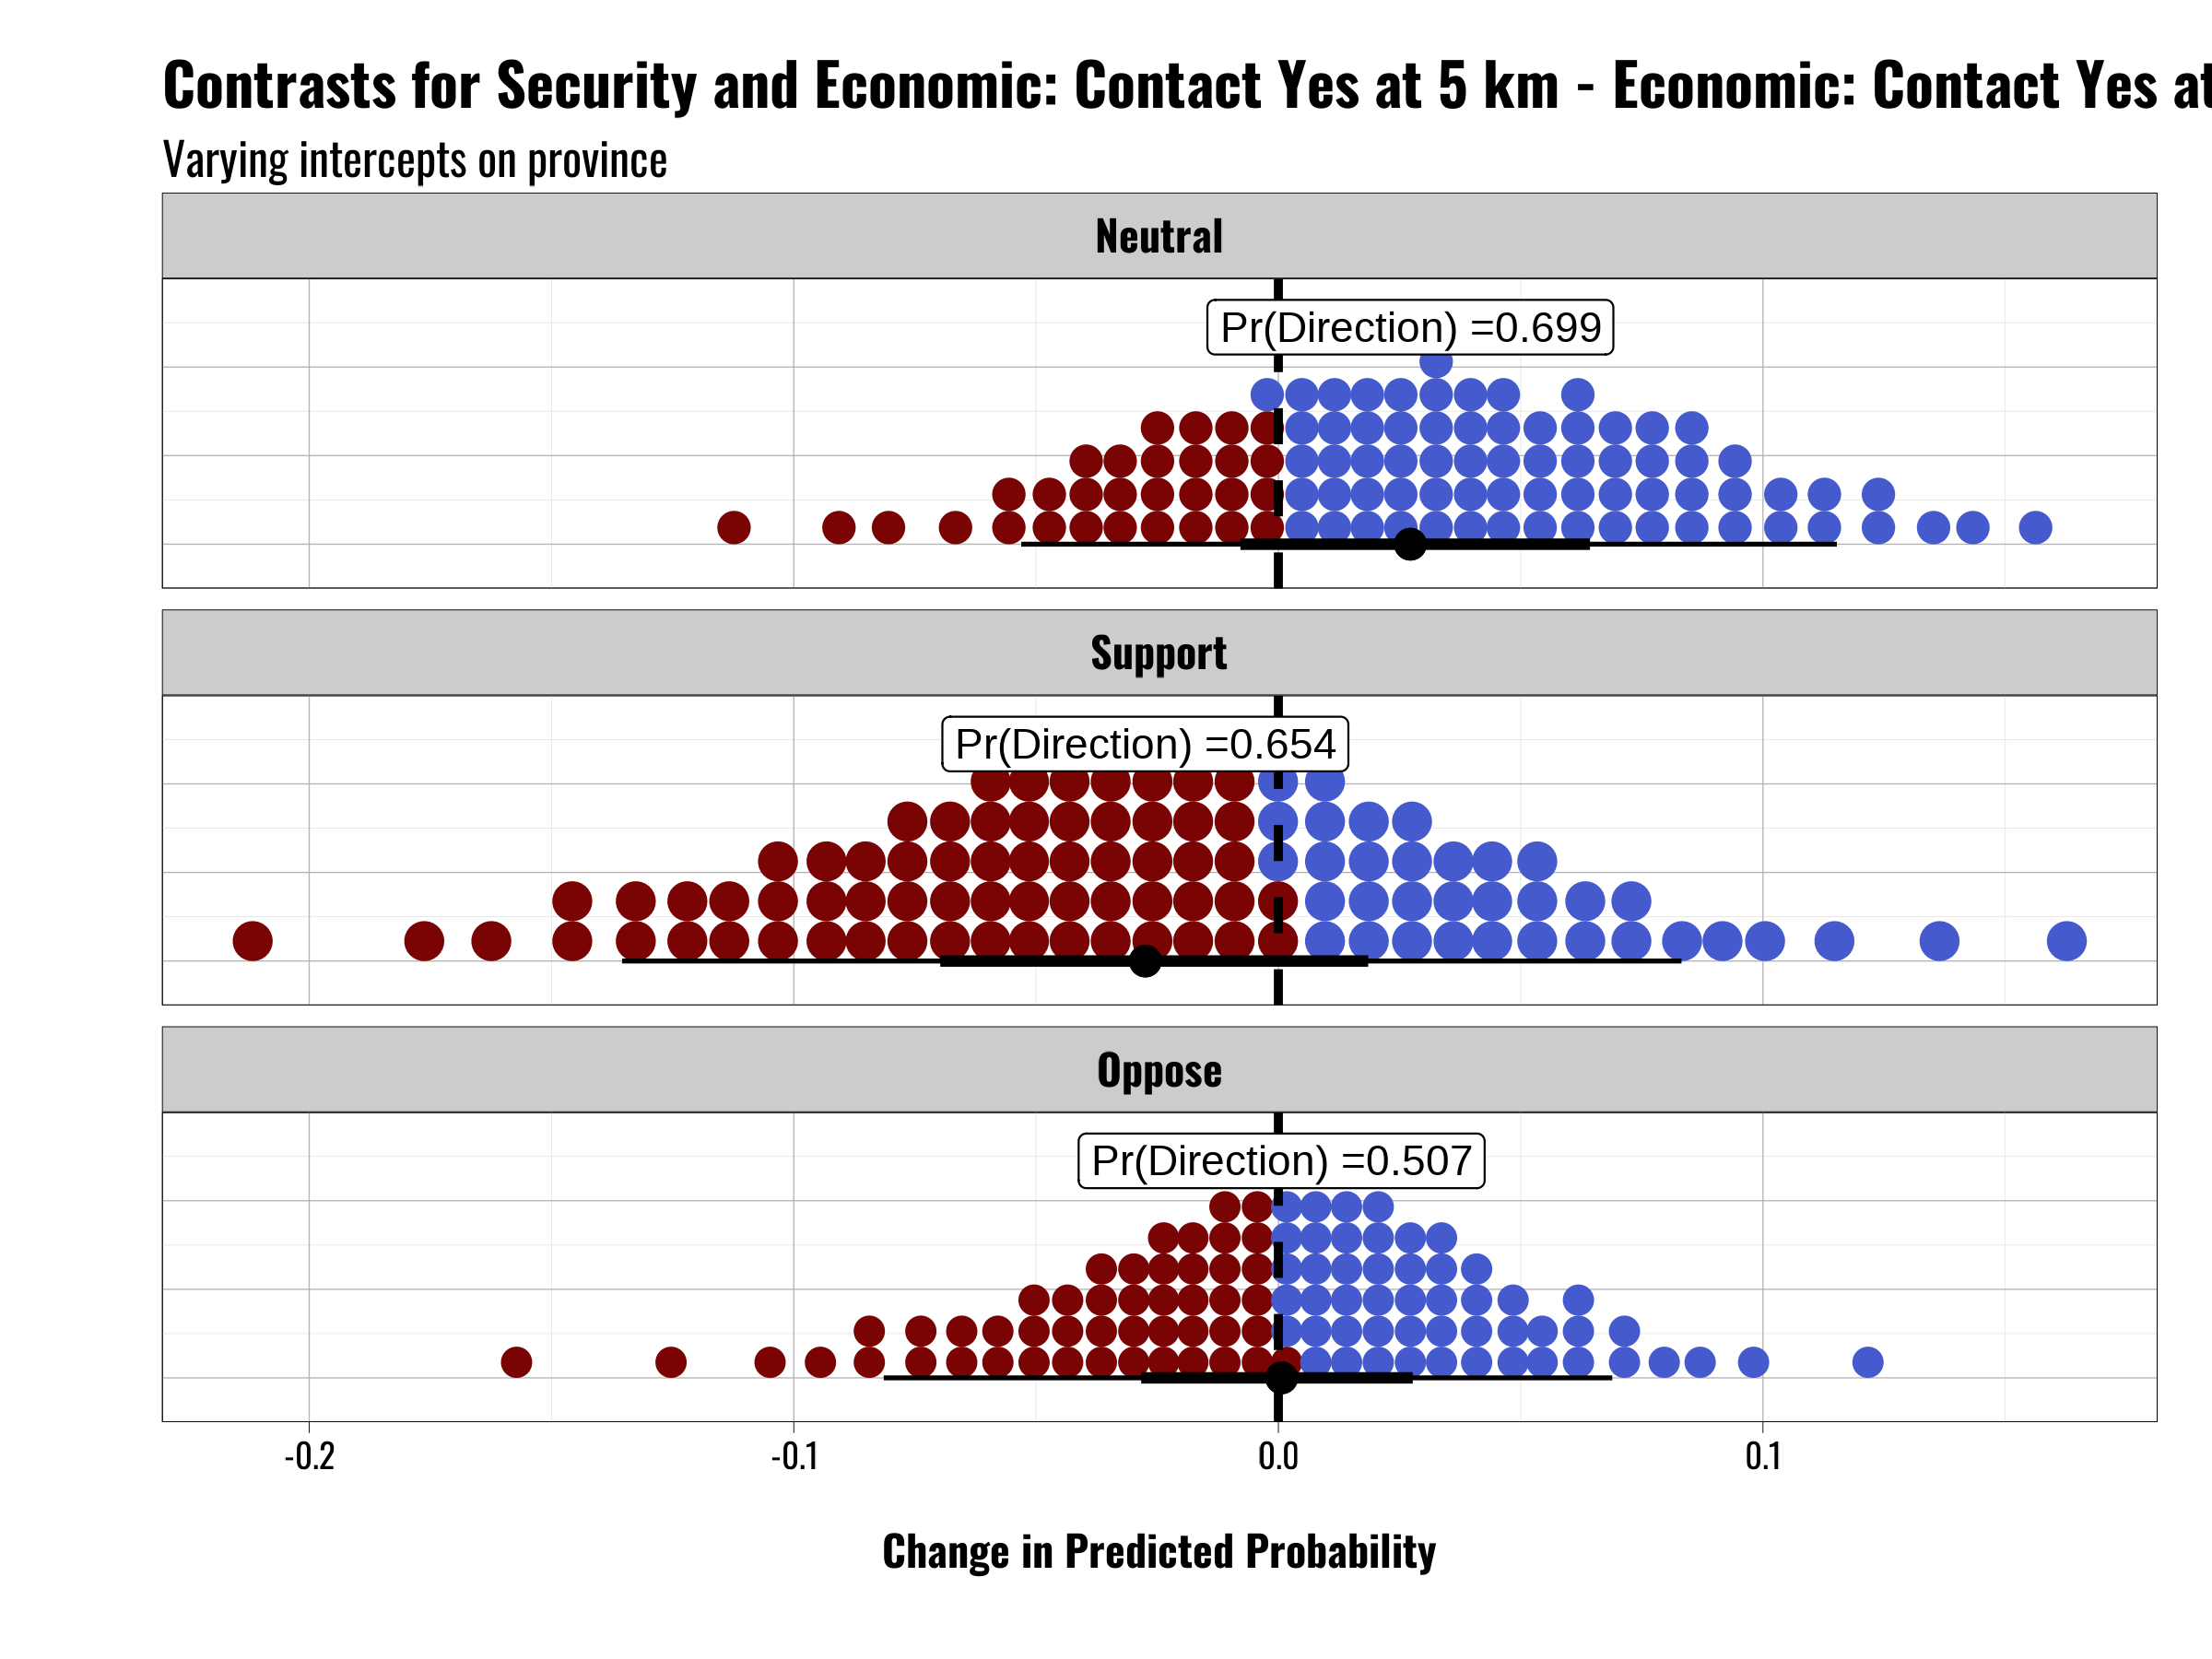 Contrasts for Security and Economic: Contact Yes at 5 km - Economic: Contact Yes at
Varying intercepts on province
Neutral
Pr(Direction) =0.699
Support
Pr(Direction) =0.654
Oppose
Pr(Direction) =0.507
-0.2 -0.1 0.0 0.1
Change in Predicted Probability